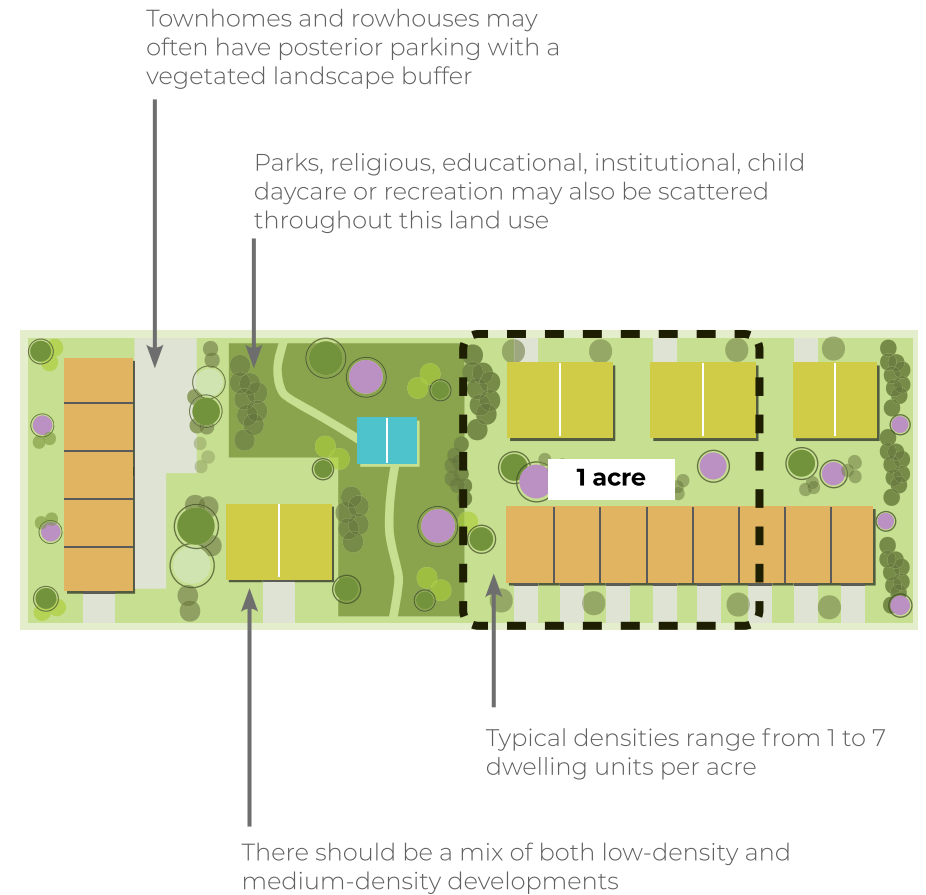 Townhomes and rowhouses may
often have posterior parking with a
vegetated landscape buffer
Parks, religious, educational, institutional, child
daycare or recreation may also be scattered
throughout this land use
1 acre
Typical densities range from 1 to 7
dwelling units per acre
There should be a mix of both low-density and
medium-density developments